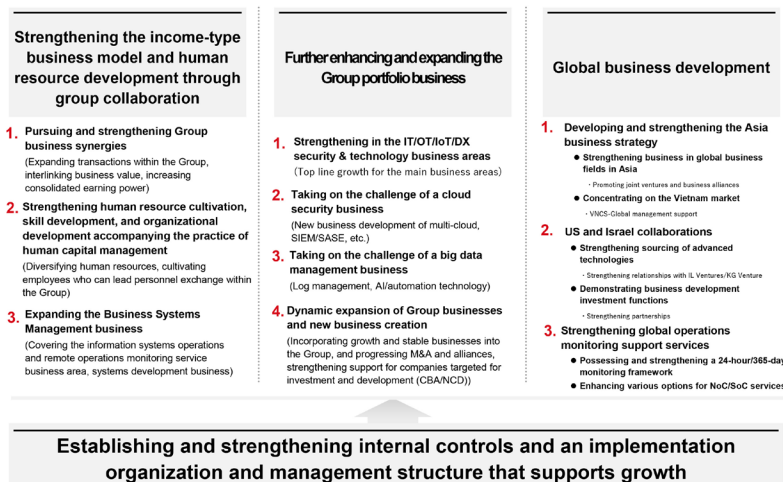 Strengthening the income-type
business model and human
resource development through
group collaboration
1. Pursuing and strengthening Group
business synergies
(Expanding transactions within the Group,
interlinking business value, increasing
consolidated earning power)
2. Strengthening human resource cultivation,
skill development, and organizational
development accompanying the practice of
human capital management
(Diversifying human resources, cultivating
employees who can lead personnel exchange within
the Group)
3. Expanding the Business Systems
Management business
(Covering the information systems operations
and remote operations monitoring service
business area, systems development business)
Further enhancing and expanding the
Group portfolio business
1. Strengthening in the IT/OT/IoT/DX
security & technology business areas
(Top line growth for the main business areas)
2. Taking on the challenge of a cloud
security business
(New business development of multi-cloud,
SIEM/SASE, etc.)
3. Taking on the challenge of a big data
management business
(Log management, AI/automation technology)
4. Dynamic expansion of Group businesses
and new business creation
(Incorporating growth and stable businesses into
the Group, and progressing M&A and alliances,
strengthening support for companies targeted for
investment and development (CBA/NCD))
Global business development
1. Developing and strengthening the Asia
business strategy
● Strengthening business in global business
fields in Asia
・Promoting joint ventures and business alliances
● Concentrating on the Vietnam market
・VNCS-Global management support
2. US and Israel collaborations
● Strengthening sourcing of advanced
technologies
・Strengthening relationships with IL Ventures/KG Venture
● Demonstrating business development
investment functions
・Strengthening partnerships
3. Strengthening global operations
monitoring support services
● Possessing and strengthening a 24-hour/365-day
monitoring framework
● Enhancing various options for NoC/SoC services
Establishing and strengthening internal controls and an implementation
organization and management structure that supports growth